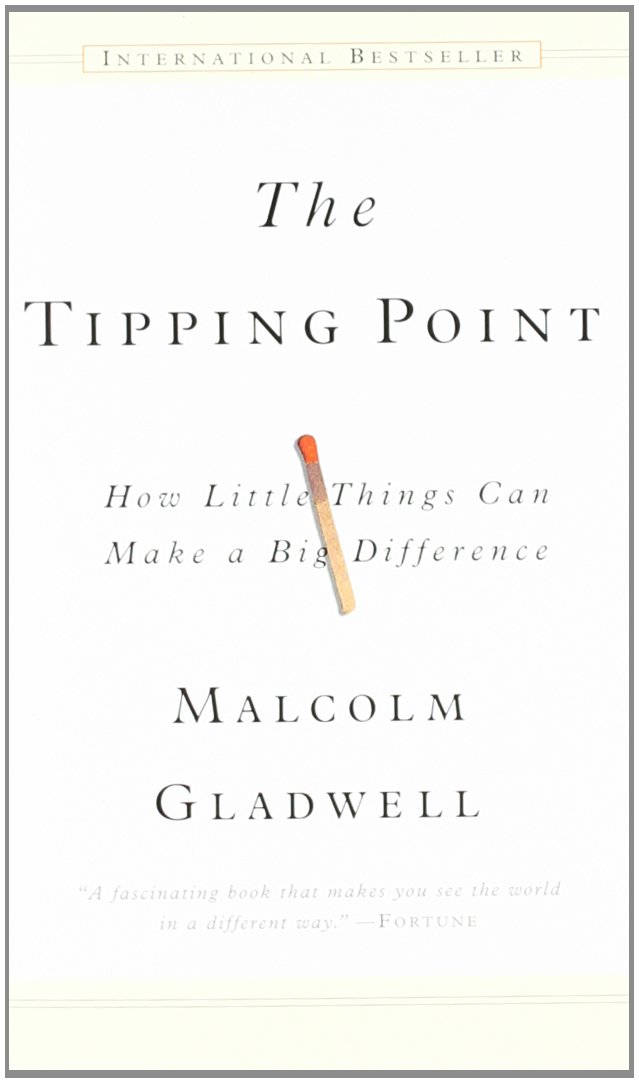 INTERNATIONAL BESTSELLER
The
TIPPING POINT
How Little Things Can
Make a Big Difference
MALCOLM
GLADWELL
“A fascinating book that makes you see the world
in a different way.” —FORTUNE